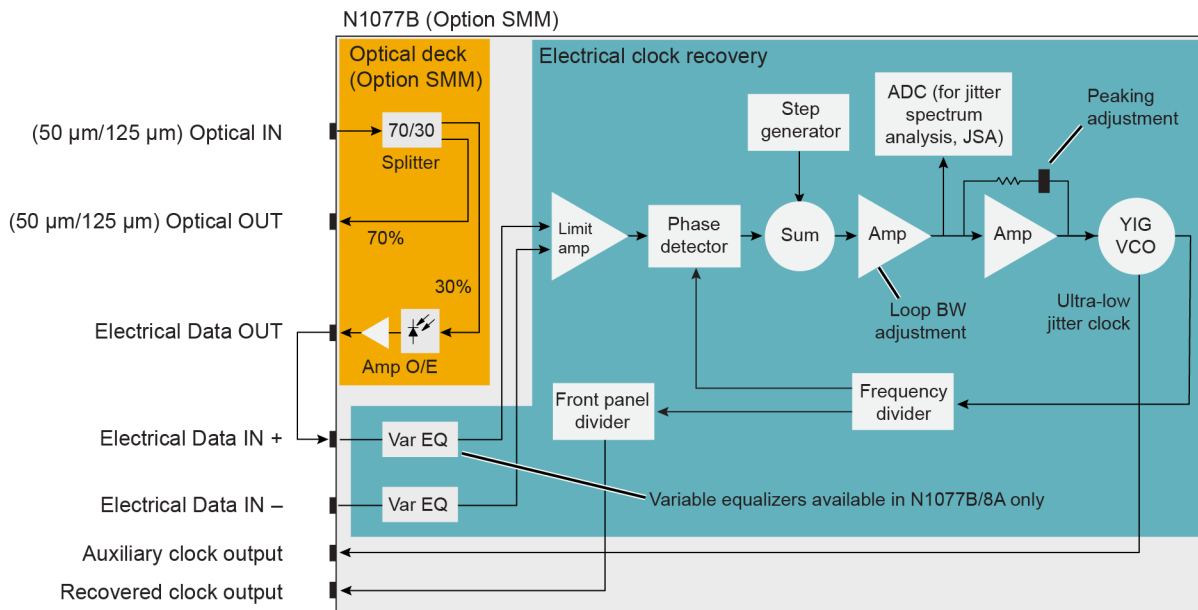 N1077B (Option SMM)
Optical deck
(Option SMM)
Electrical clock recovery
(50 µm/125 µm) Optical IN
70/30
Splitter
Step
generator
ADC (for jitter
spectrum
analysis, JSA)
Peaking
adjustment
(50 µm/125 µm) Optical OUT
70%
30%
Limit
amp
Phase
detector
Sum
Amp
Amp
YIG
VCO
Loop BW
adjustment
Ultra-low
jitter clock
Electrical Data OUT
Amp O/E
Front panel
divider
Frequency
divider
Electrical Data IN +
Var EQ
Electrical Data IN –
Var EQ
Variable equalizers available in N1077B/8A only
Auxiliary clock output
Recovered clock output